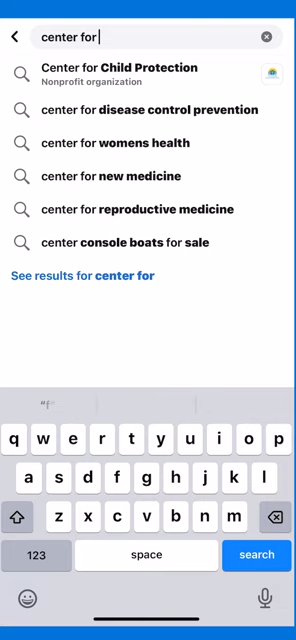 center for
Center for Child Protection
Nonprofit organization
center for disease control prevention
center for womens health
center for new medicine
center for reproductive medicine
center console boats for sale
See results for center for
q w e r t y u i o p
a s d f g h j k l
z x c v b n m
123 space search